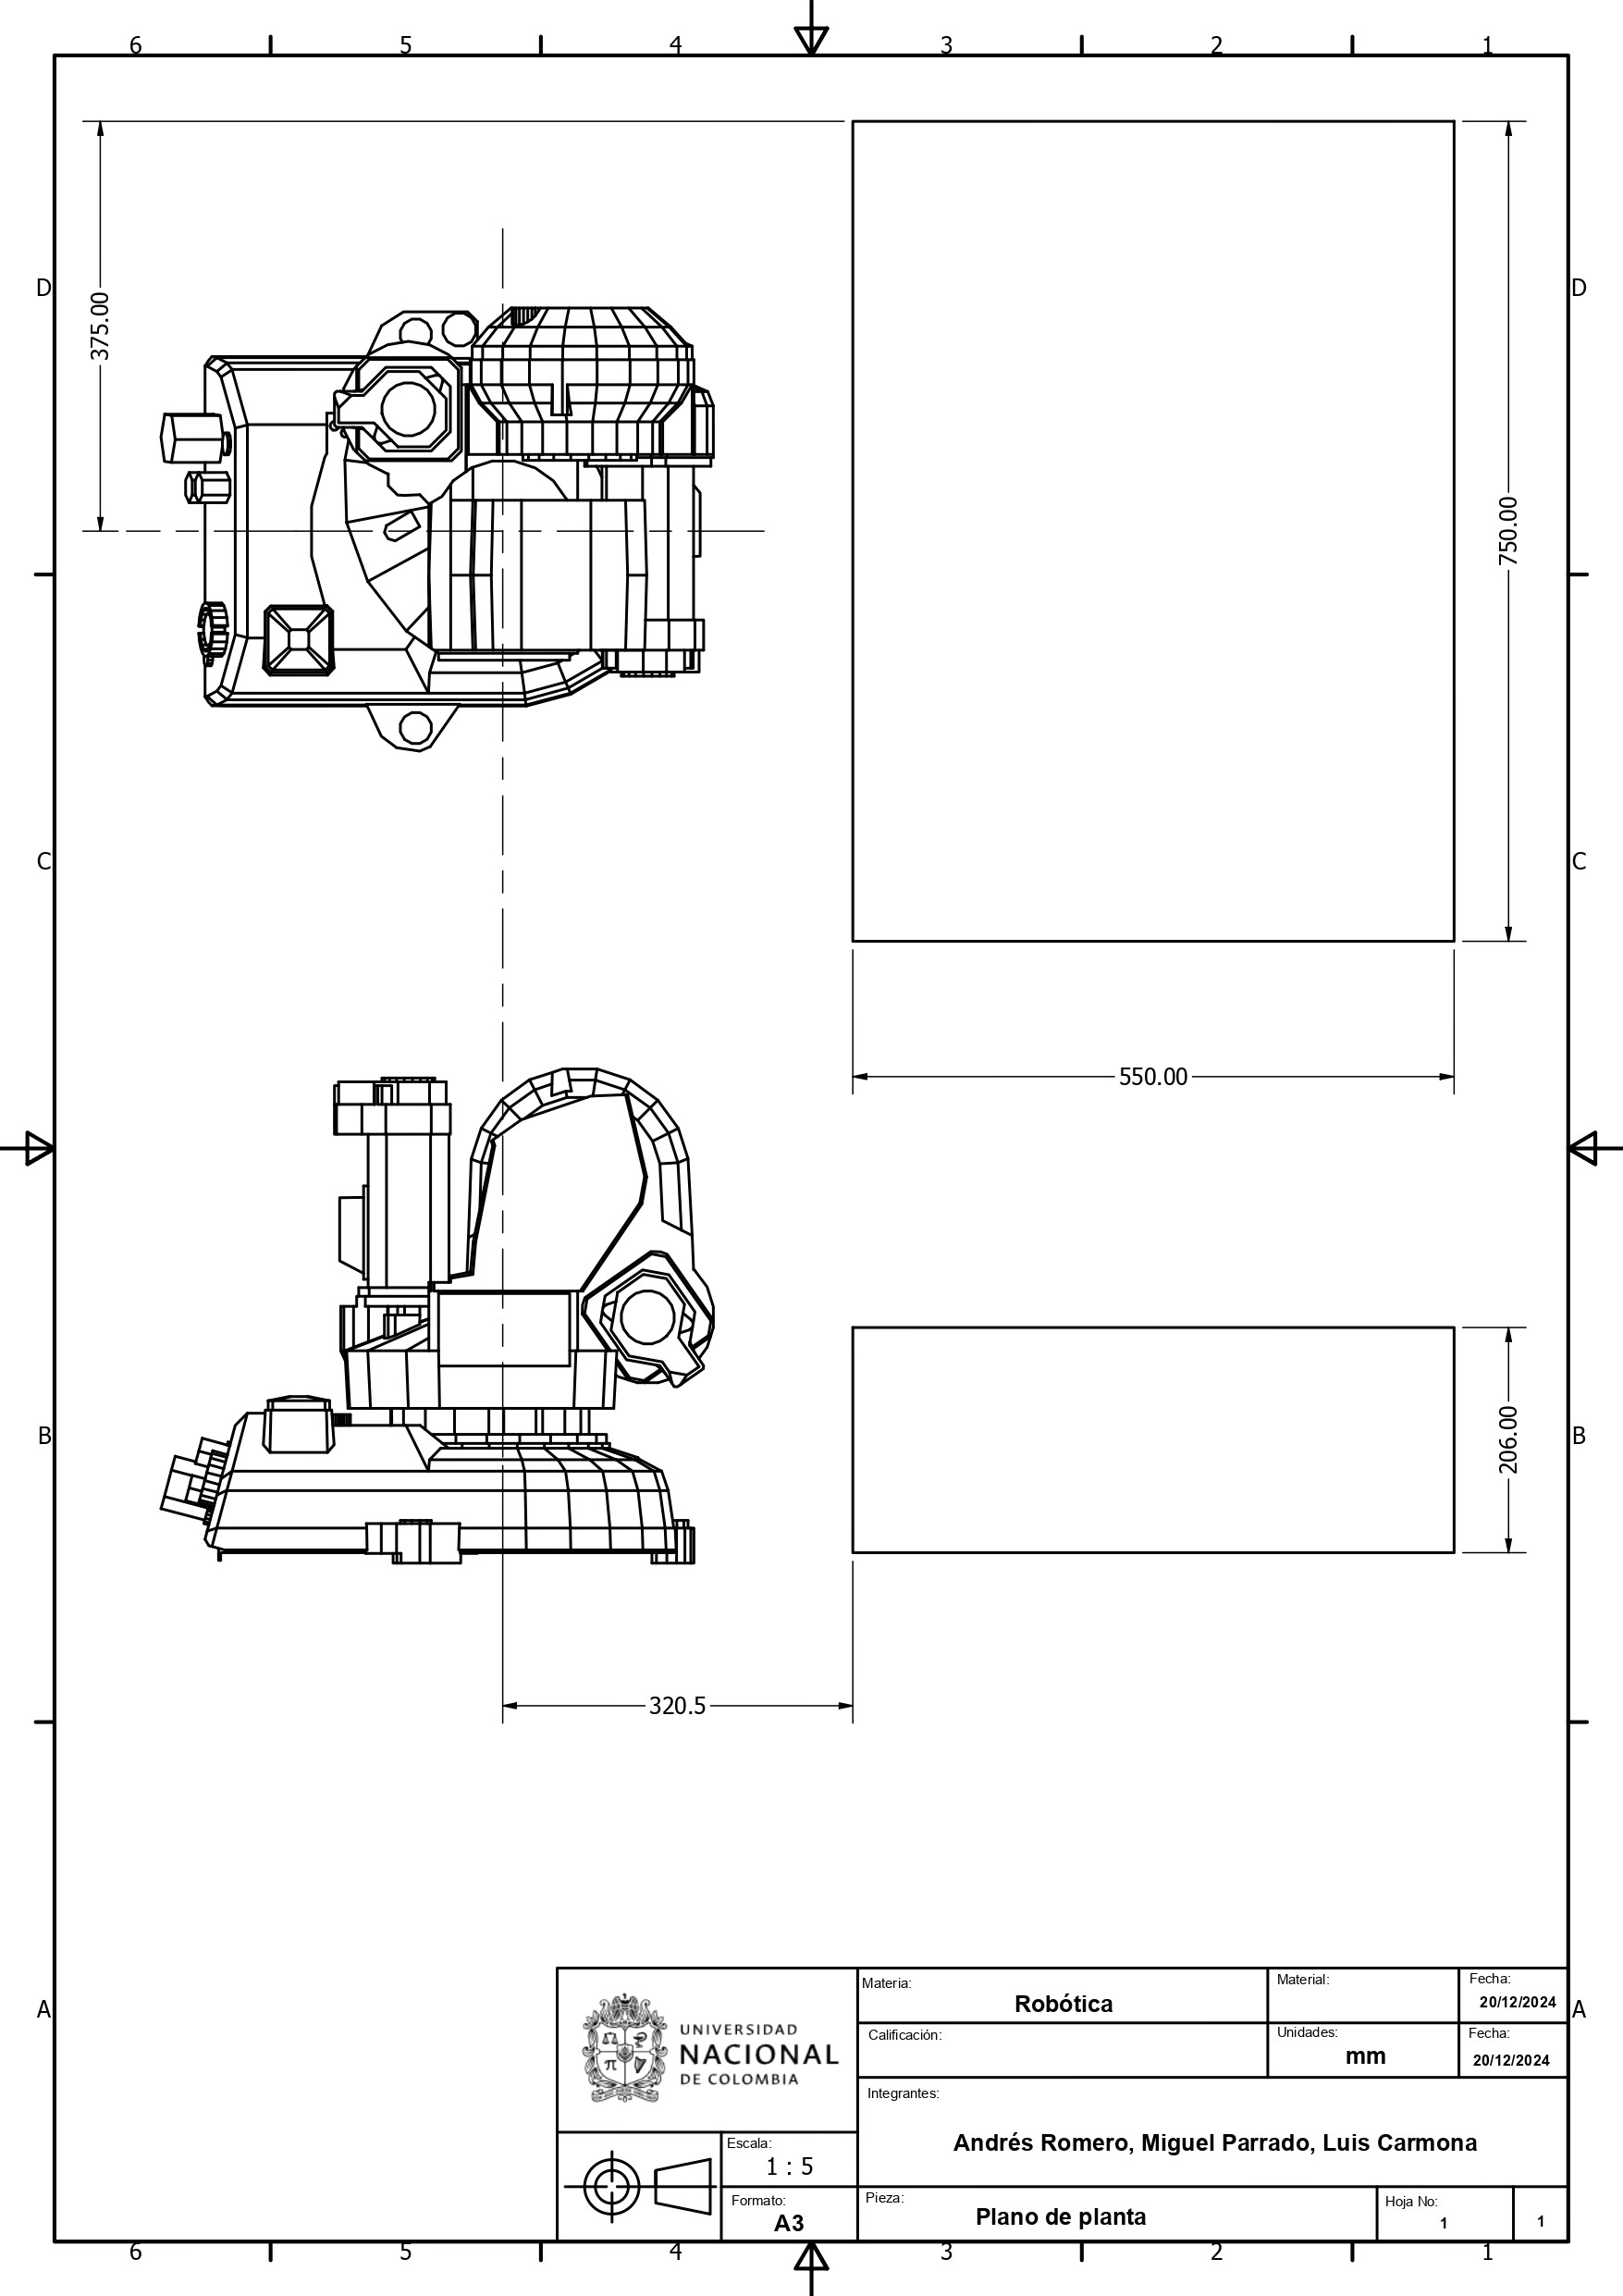 6 5 4 3 2 1
375.00
D D
750.00
C C
550.00
B B
206.00
320.5
A A
UNIVERSIDAD
NACIONAL
DE COLOMBIA
Materia:
Robótica
Material:
Fecha:
20/12/2024
Calificación:
Unidades:
mm
Fecha:
20/12/2024
Integrantes:
Andrés Romero, Miguel Parrado, Luis Carmona
Escala:
1 : 5
Formato:
A3
Pieza:
Plano de planta
Hoja No:
1
1
6 5 4 3 2 1